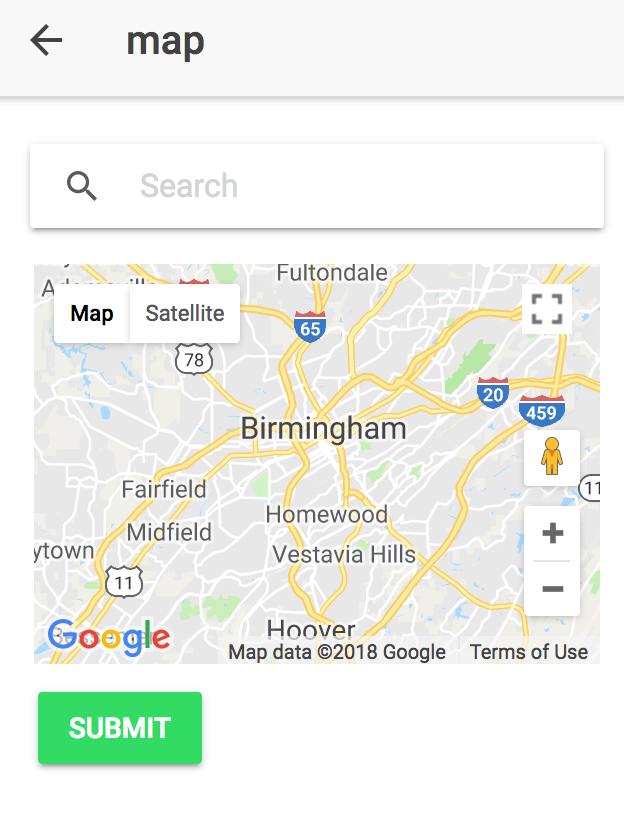 map
Search
Fultondale
Map
Satellite
65
78
20
459
Birmingham
11
Fairfield
Homewood
Midfield
Vestavia Hills
ytown
11
Hoover
Google
Map data ©2018 Google
Terms of Use
SUBMIT